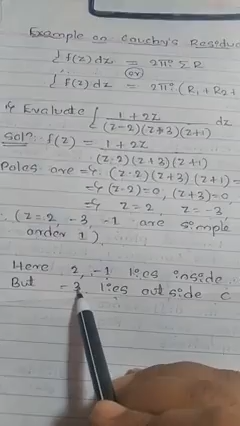 Example on Cauchy's Residue
∫ f(z) dz = 2πi Σ R
(or)
∫ f(z) dz = 2πi (R₁ + R₂ +
Evaluate ∫ 1+2z / (z-2)(z+3)(z+1) dz
Solⁿ: f(z) = 1+2z / (z-2)(z+3)(z+1)
Poles are ⇒ (z-2)(z+3)(z+1) =
⇒ (z-2)=0, (z+3)=0,
⇒ z=2, z=-3
(z=2, -3, -1 are simple
order 1)
Here 2, -1 lies inside
But -3 lies outside c